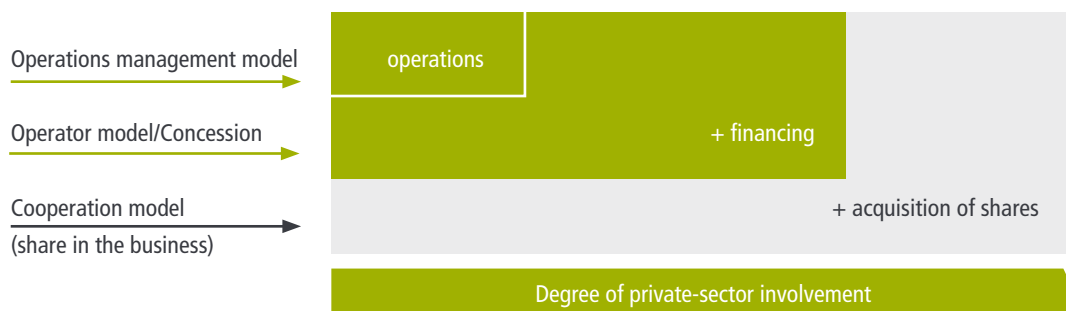 Operations management model
operations
Operator model/Concession
+ financing
Cooperation model
(share in the business)
+ acquisition of shares
Degree of private-sector involvement